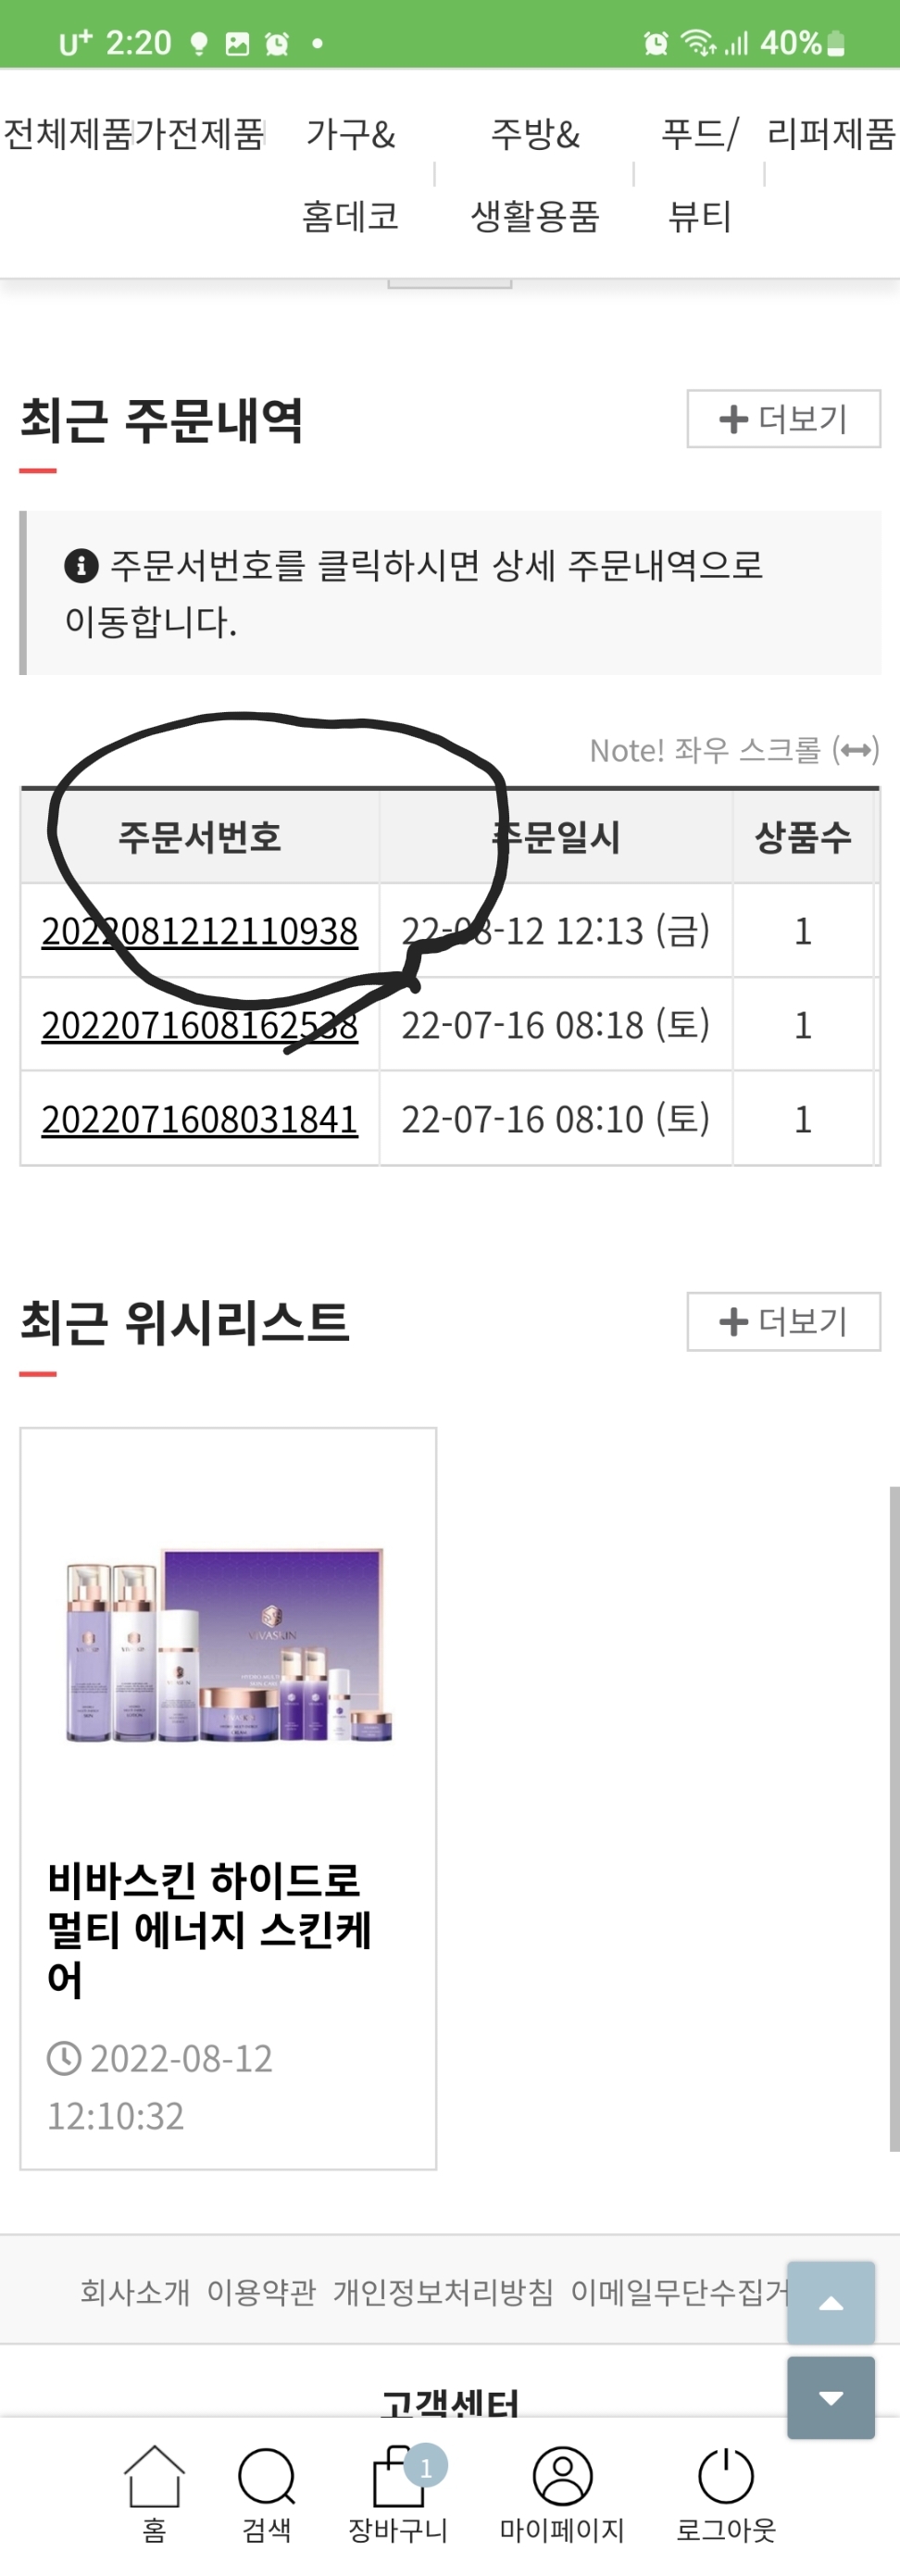 U+ 2:20 40%
전체제품 가전제품 가구& 주방& 푸드/ 리퍼제품
홈데코 생활용품 뷰티
최근 주문내역 + 더보기
주문서번호를 클릭하시면 상세 주문내역으로
이동합니다.
Note! 좌우 스크롤 (↔)
주문서번호 주문일시 상품수
2022081212110938 22-08-12 12:13 (금) 1
2022071608162538 22-07-16 08:18 (토) 1
2022071608031841 22-07-16 08:10 (토) 1
최근 위시리스트 + 더보기
VIVASKIN
비바스킨 하이드로
멀티 에너지 스킨케
어
2022-08-12
12:10:32
회사소개 이용약관 개인정보처리방침 이메일무단수집거
고객센터
1
홈 검색 장바구니 마이페이지 로그아웃